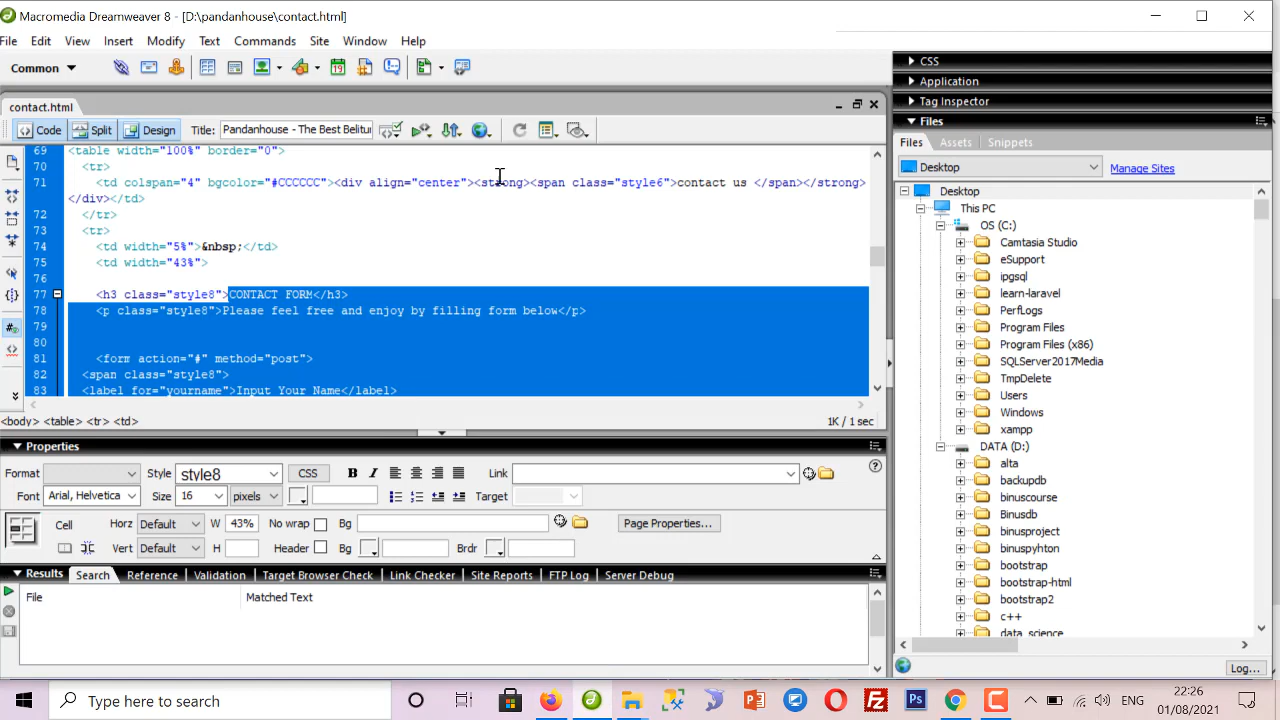 Macromedia Dreamweaver 8 - [D:\pandanhouse\contact.html]
File Edit View Insert Modify Text Commands Site Window Help
Common
contact.html
Code Split Design Title: Pandanhouse - The Best Belitur
69 <table width="100%" border="0">
70 <tr>
71 <td colspan="4" bgcolor="#CCCCCC"><div align="center"><strong><span class="style6">contact us </span></strong>
</div></td>
72 </tr>
73 <tr>
74 <td width="5%">&nbsp;</td>
75 <td width="43%">
76
77 <h3 class="style8">CONTACT FORM</h3>
78 <p class="style8">Please feel free and enjoy by filling form below</p>
79
80
81 <form action="#" method="post">
82 <span class="style8">
83 <label for="yourname">Input Your Name</label>
<body> <table> <tr> <td> 1K / 1 sec
Properties
Format Style style8 CSS B I Link
Font Arial, Helvetica Size 16 pixels Target
Cell Horz Default W 43% No wrap Bg Page Properties...
Vert Default H Header Bg Brdr
Results Search Reference Validation Target Browser Check Link Checker Site Reports FTP Log Server Debug
File Matched Text
CSS
Application
Tag Inspector
Files
Files Assets Snippets
Desktop Manage Sites
Desktop
This PC
OS (C:)
Camtasia Studio
eSupport
ipgsql
learn-laravel
PerfLogs
Program Files
Program Files (x86)
SQLServer2017Media
TmpDelete
Users
Windows
xampp
DATA (D:)
alta
backupdb
binuscourse
Binusdb
binusproject
binuspyhton
bootstrap
bootstrap-html
bootstrap2
c++
data_science
Log...
Type here to search
ENG
22:26
01/08/2021